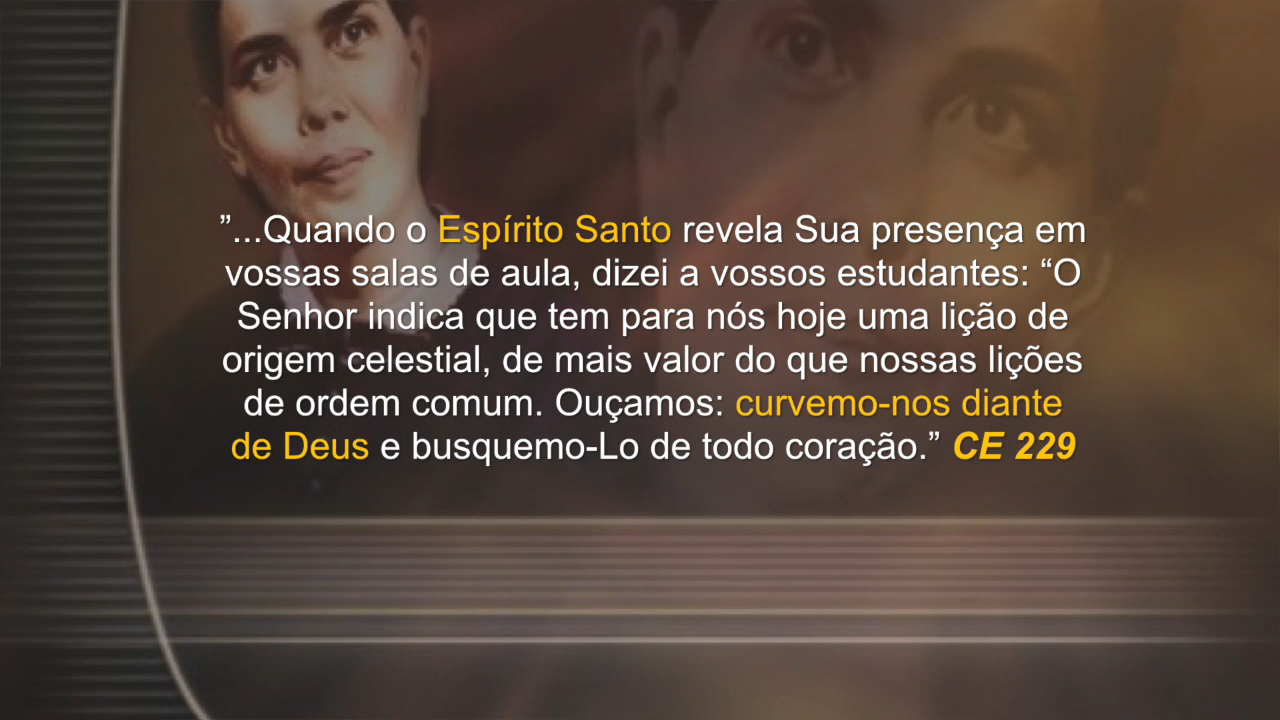 ”...Quando o Espírito Santo revela Sua presença em
vossas salas de aula, dizei a vossos estudantes: “O
Senhor indica que tem para nós hoje uma lição de
origem celestial, de mais valor do que nossas lições
de ordem comum. Ouçamos: curvemo-nos diante
de Deus e busquemo-Lo de todo coração.” CE 229